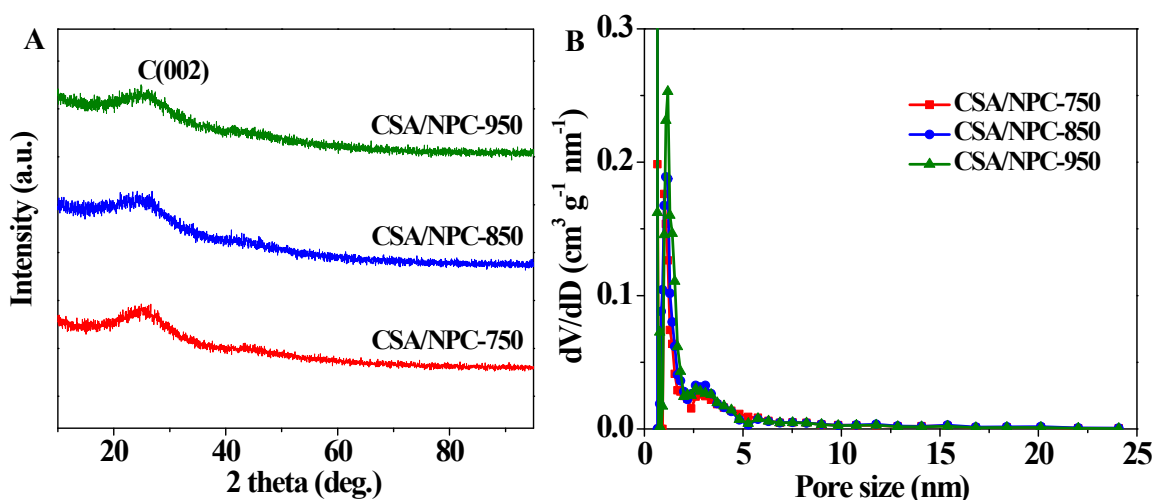 A
C(002)
CSA/NPC-950
CSA/NPC-850
CSA/NPC-750
Intensity (a.u.)
20 40 60 80
2 theta (deg.)
B
CSA/NPC-750
CSA/NPC-850
CSA/NPC-950
dV/dD (cm³ g⁻¹ nm⁻¹)
0.3
0.2
0.1
0.0
0 5 10 15 20 25
Pore size (nm)